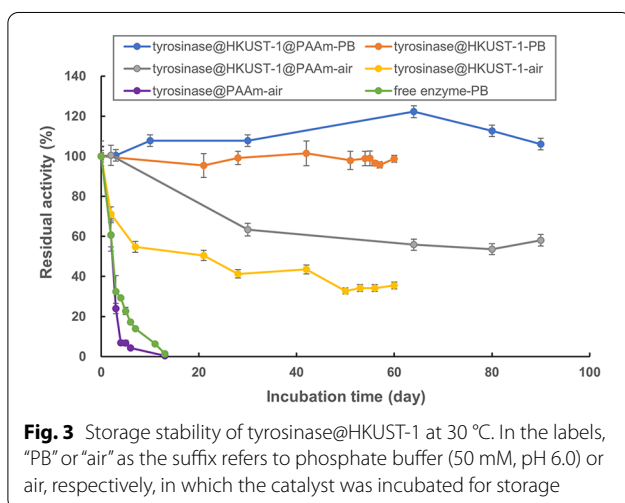 tyrosinase@HKUST-1@PAAm-PB tyrosinase@HKUST-1-PB
tyrosinase@HKUST-1@PAAm-air tyrosinase@HKUST-1-air
tyrosinase@PAAm-air free enzyme-PB
140
120
100
80
60
40
20
0
Residual activity (%)
0 20 40 60 80 100
Incubation time (day)
Fig. 3 Storage stability of tyrosinase@HKUST-1 at 30 °C. In the labels,
“PB” or “air” as the suffix refers to phosphate buffer (50 mM, pH 6.0) or
air, respectively, in which the catalyst was incubated for storage